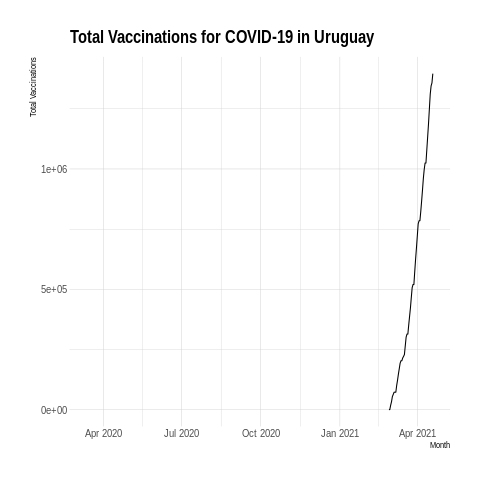 Total Vaccinations for COVID-19 in Uruguay
Total Vaccinations
1e+06
5e+05
0e+00
Apr 2020 Jul 2020 Oct 2020 Jan 2021 Apr 2021
Month